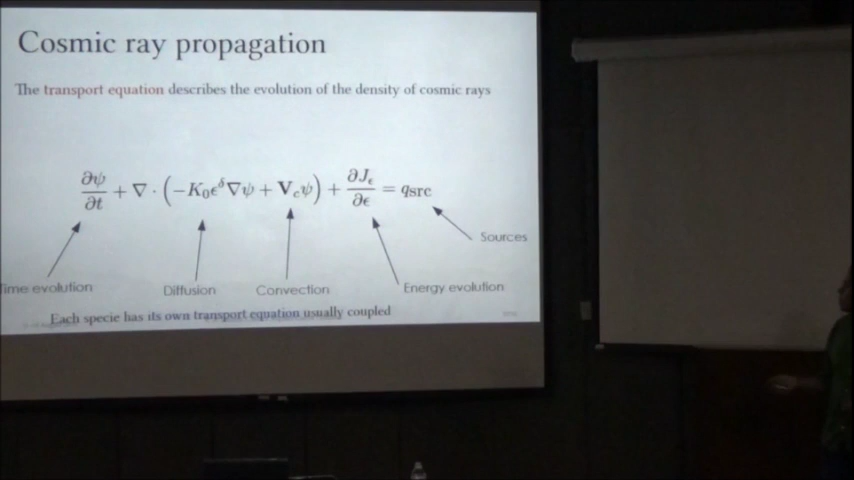 Cosmic ray propagation
The transport equation describes the evolution of the density of cosmic rays
∂ψ/∂t + ∇ · (−K₀ϵ^δ∇ψ + V_cψ) + ∂J_ϵ/∂ϵ = qsrc
Sources
Time evolution Diffusion Convection Energy evolution
Each specie has its own transport equation usually coupled